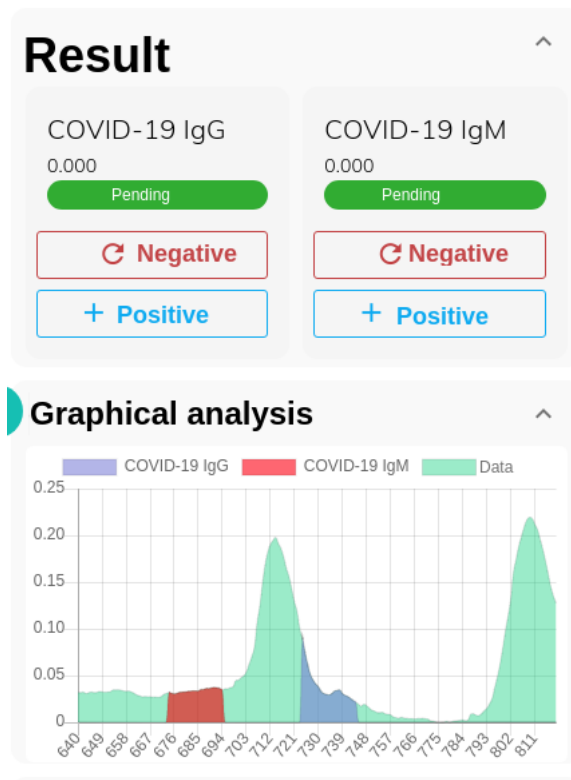 Result
COVID-19 IgG
COVID-19 IgM
0.000
0.000
Pending
Pending
Negative
Negative
+ Positive
+ Positive
Graphical analysis
COVID-19 IgG
COVID-19 IgM
Data
0.25
0.20
0.15
0.10
0.05
0
640 649 658 667 676 685 694 703 712 721 730 739 748 757 766 775 784 793 802 811